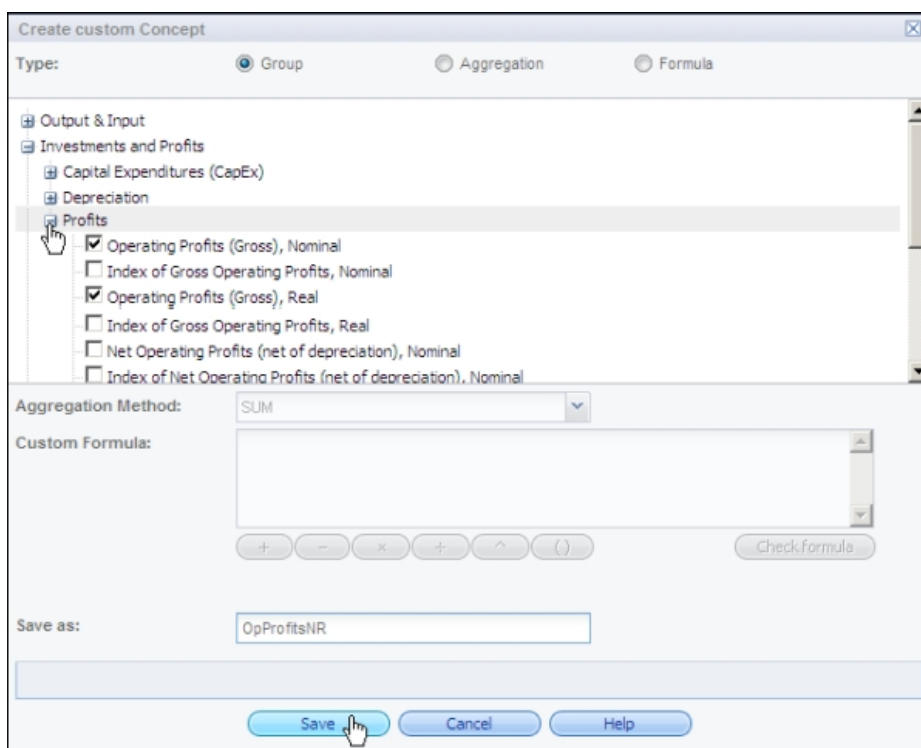 Create custom Concept
Type: Group Aggregation Formula
Output & Input
Investments and Profits
Capital Expenditures (CapEx)
Depreciation
Profits
Operating Profits (Gross), Nominal
Index of Gross Operating Profits, Nominal
Operating Profits (Gross), Real
Index of Gross Operating Profits, Real
Net Operating Profits (net of depreciation), Nominal
Index of Net Operating Profits (net of depreciation), Nominal
Aggregation Method: SUM
Custom Formula:
+ − × ÷ ^ () Check formula
Save as: OpProfitsNR
Save Cancel Help